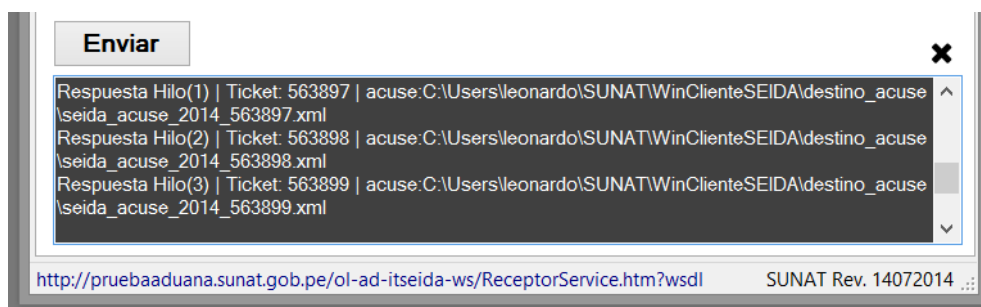 Enviar
Respuesta Hilo(1) | Ticket: 563897 | acuse:C:\Users\leonardo\SUNAT\WinClienteSEIDA\destino_acuse
\seida_acuse_2014_563897.xml
Respuesta Hilo(2) | Ticket: 563898 | acuse:C:\Users\leonardo\SUNAT\WinClienteSEIDA\destino_acuse
\seida_acuse_2014_563898.xml
Respuesta Hilo(3) | Ticket: 563899 | acuse:C:\Users\leonardo\SUNAT\WinClienteSEIDA\destino_acuse
\seida_acuse_2014_563899.xml
http://pruebaaduana.sunat.gob.pe/ol-ad-itseida-ws/ReceptorService.htm?wsdl SUNAT Rev. 14072014